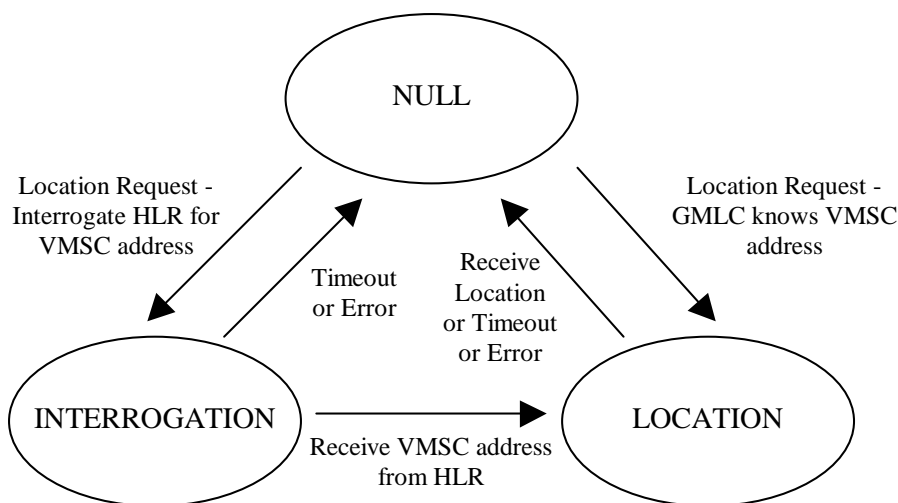 NULL
Location Request -
Interrogate HLR for
VMSC address
Location Request -
GMLC knows VMSC
address
Timeout
or Error
Receive
Location
or Timeout
or Error
INTERROGATION
LOCATION
Receive VMSC address
from HLR